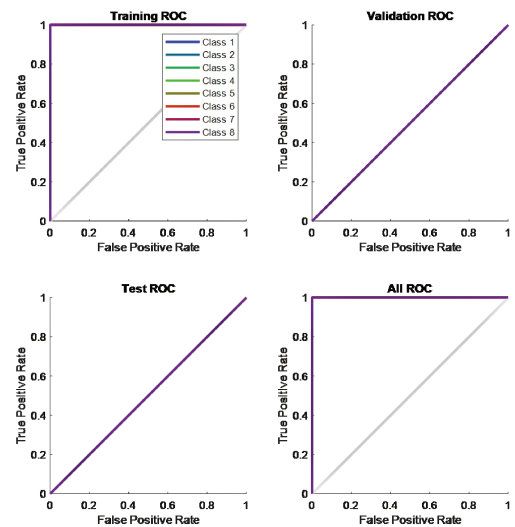 Training ROC
1
0.8
0.6
0.4
0.2
0
True Positive Rate
Class 1
Class 2
Class 3
Class 4
Class 5
Class 6
Class 7
Class 8
0 0.2 0.4 0.6 0.8 1
False Positive Rate
Validation ROC
1
0.8
0.6
0.4
0.2
0
True Positive Rate
0 0.2 0.4 0.6 0.8 1
False Positive Rate
Test ROC
1
0.8
0.6
0.4
0.2
0
True Positive Rate
0 0.2 0.4 0.6 0.8 1
False Positive Rate
All ROC
1
0.8
0.6
0.4
0.2
0
True Positive Rate
0 0.2 0.4 0.6 0.8 1
False Positive Rate